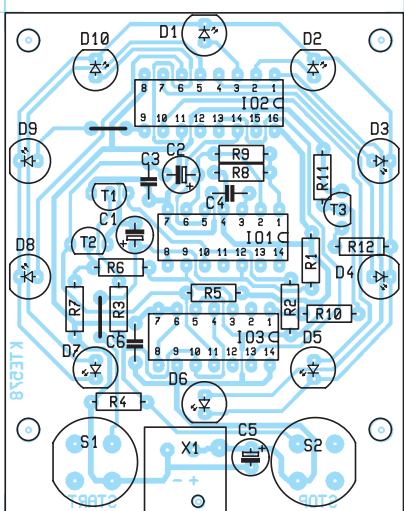 D1
D10
D2
8 7 6 5 4 3 2 1
IO2
9 10 11 12 13 14 15 16
D9
D3
C3
C2
+
R9
R8
R11
T1
C4
T3
C1
7 6 5 4 3 2 1
+
T2
IO1
R12
D8
8 9 10 11 12 13 14
R1
D4
R6
R7
R3
R5
R2
R10
7 6 5 4 3 2 1
C6
IO3
D7
8 9 10 11 12 13 14
D5
KTE578
D6
R4
S1
X1
C5
+
S2
- +
START
STOP